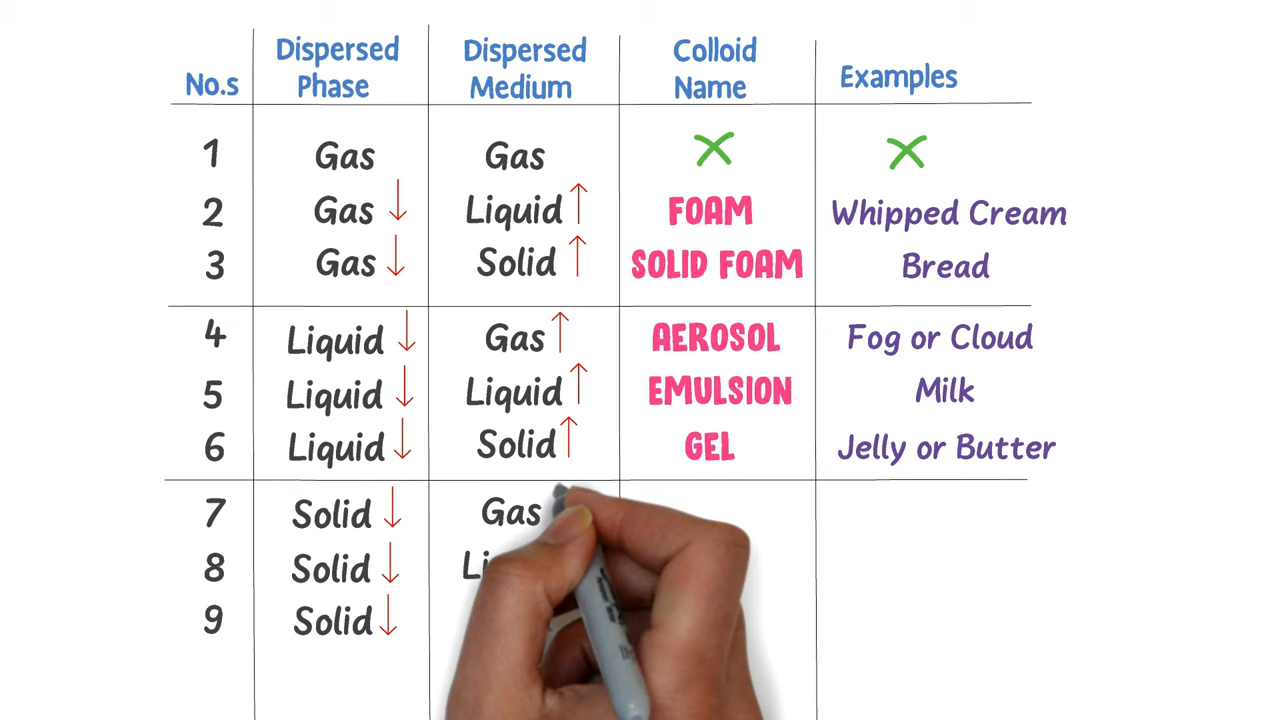 No.s Dispersed Phase Dispersed Medium Colloid Name Examples
1 Gas Gas
2 Gas ↓ Liquid ↑ FOAM Whipped Cream
3 Gas ↓ Solid ↑ SOLID FOAM Bread
4 Liquid ↓ Gas ↑ AEROSOL Fog or Cloud
5 Liquid ↓ Liquid ↑ EMULSION Milk
6 Liquid ↓ Solid ↑ GEL Jelly or Butter
7 Solid ↓ Gas
8 Solid ↓ Li
9 Solid ↓